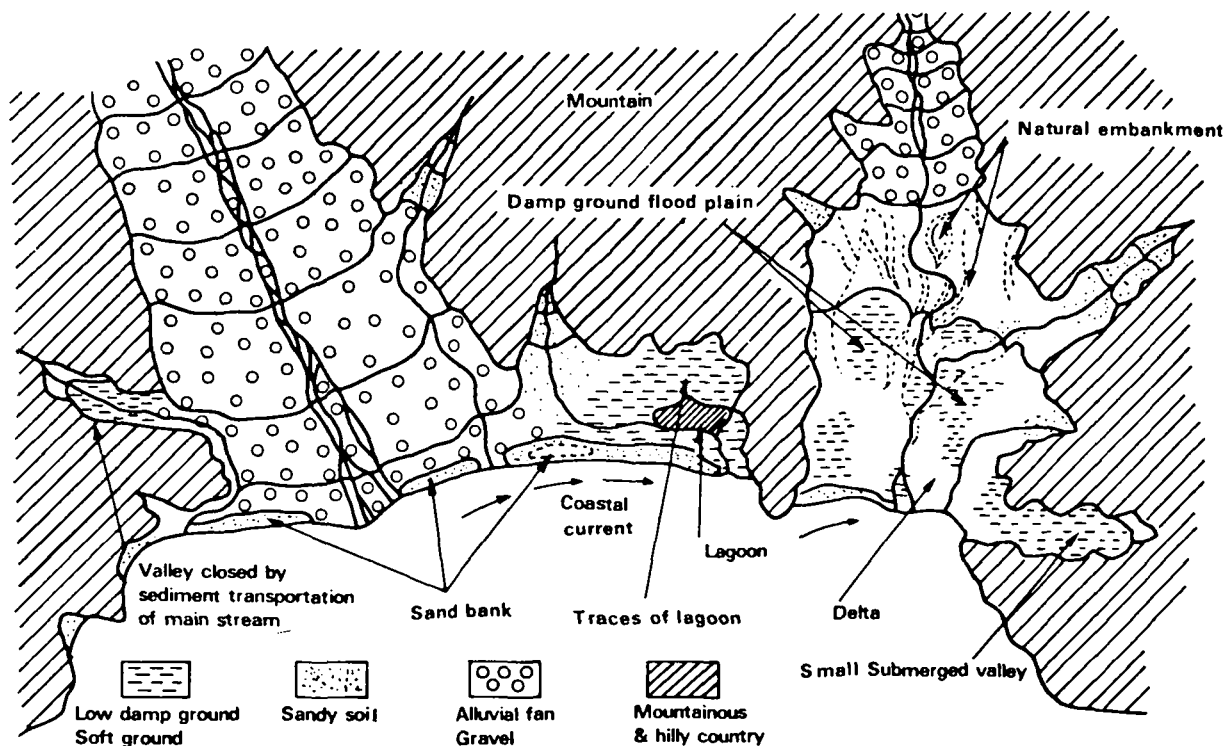 Mountain
Natural embankment
Damp ground flood plain
Coastal
current
Lagoon
Valley closed by
sediment transportation
of main stream
Sand bank
Traces of lagoon
Delta
Small Submerged valley
Low damp ground
Soft ground
Sandy soil
Alluvial fan
Gravel
Mountainous
& hilly country